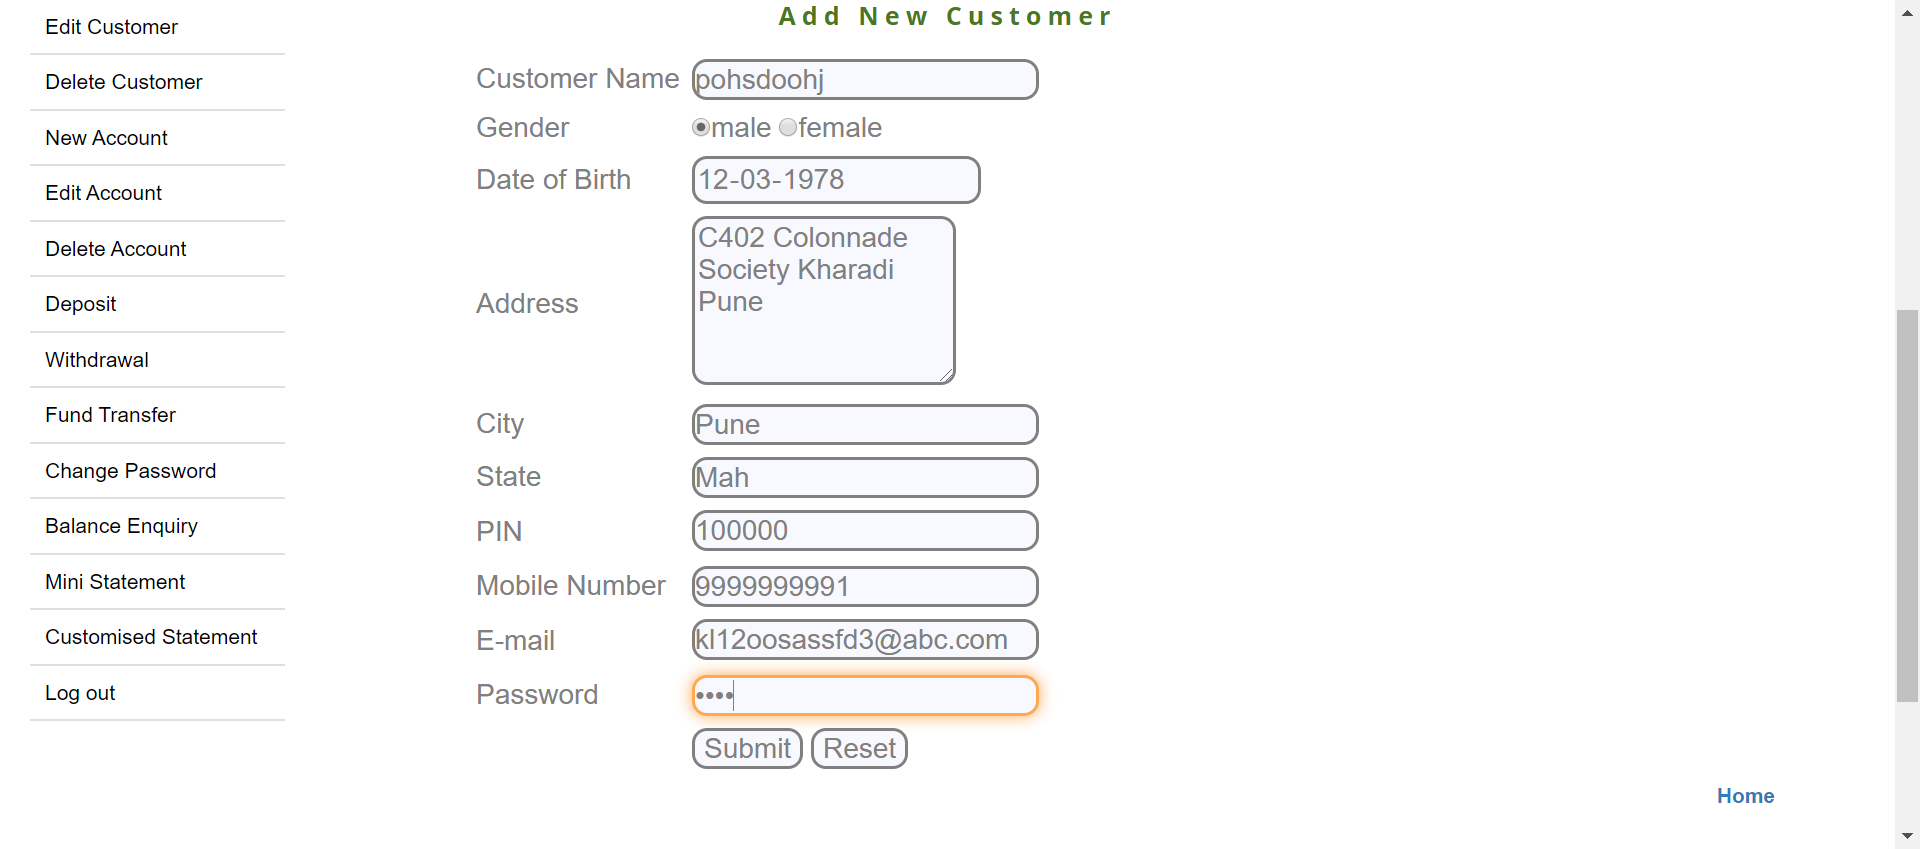 Edit Customer
Delete Customer
New Account
Edit Account
Delete Account
Deposit
Withdrawal
Fund Transfer
Change Password
Balance Enquiry
Mini Statement
Customised Statement
Log out
Add New Customer
Customer Name pohsdoohj
Gender male female
Date of Birth 12-03-1978
Address C402 Colonnade
Society Kharadi
Pune
City Pune
State Mah
PIN 100000
Mobile Number 9999999991
E-mail kl12oosassfd3@abc.com
Password ••••
Submit Reset
Home